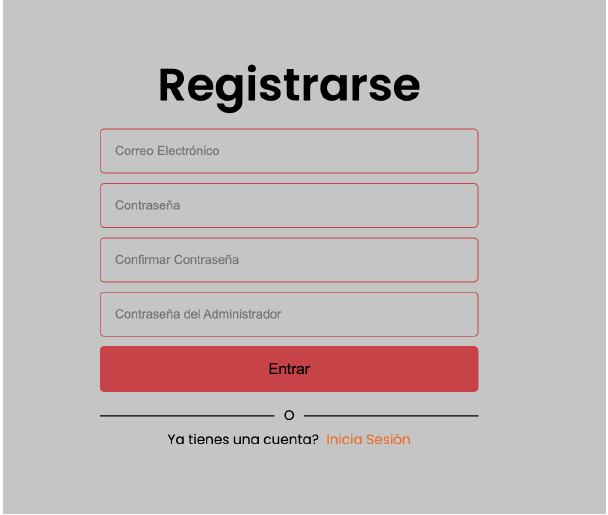 Registrarse
Correo Electrónico
Contraseña
Confirmar Contraseña
Contraseña del Administrador
Entrar
O
Ya tienes una cuenta? Inicia Sesión